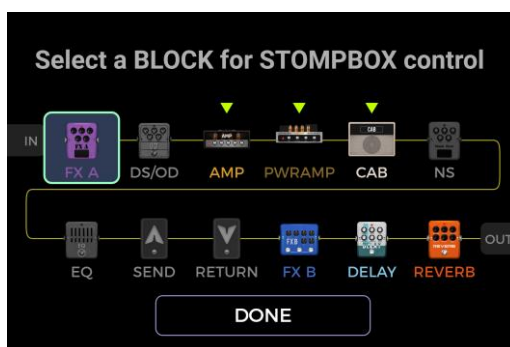 Select a BLOCK for STOMPBOX control
IN
FX A
DS/OD
AMP
PWRAMP
CAB
NS
EQ
SEND
RETURN
FX B
DELAY
REVERB
OUT
DONE